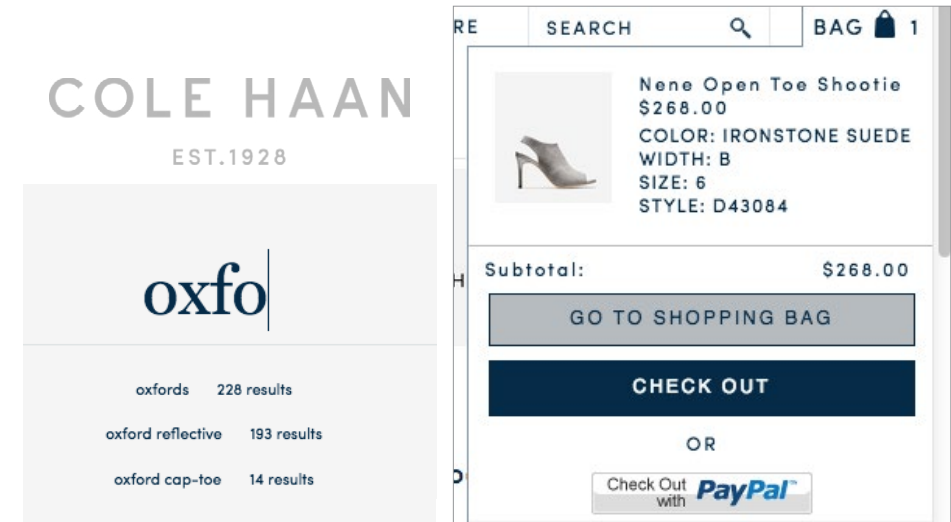 COLE HAAN
EST.1928
oxfo
oxfords 228 results
oxford reflective 193 results
oxford cap-toe 14 results
RE
SEARCH
BAG 1
Nene Open Toe Shootie
$268.00
COLOR: IRONSTONE SUEDE
WIDTH: B
SIZE: 6
STYLE: D43084
H
Subtotal: $268.00
GO TO SHOPPING BAG
CHECK OUT
OR
Check Out
with PayPal™